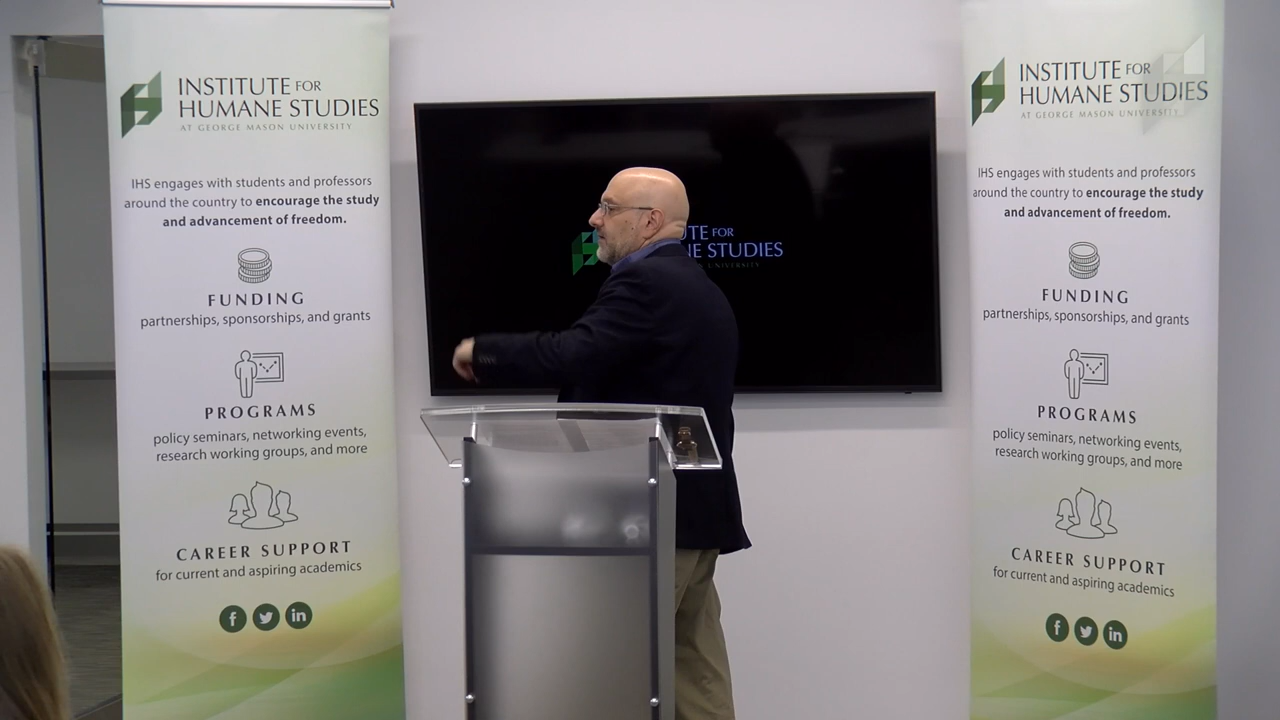 INSTITUTE FOR
HUMANE STUDIES
AT GEORGE MASON UNIVERSITY
IHS engages with students and professors
around the country to encourage the study
and advancement of freedom.
FUNDING
partnerships, sponsorships, and grants
PROGRAMS
policy seminars, networking events,
research working groups, and more
CAREER SUPPORT
for current and aspiring academics
f
in
FOR
STUDIES
UNIVERSITY
INSTITUTE FOR
HUMANE STUDIES
AT GEORGE MASON UNIVERSITY
IHS engages with students and professors
around the country to encourage the study
and advancement of freedom.
FUNDING
partnerships, sponsorships, and grants
PROGRAMS
policy seminars, networking events,
research working groups, and more
CAREER SUPPORT
for current and aspiring academics
f
in